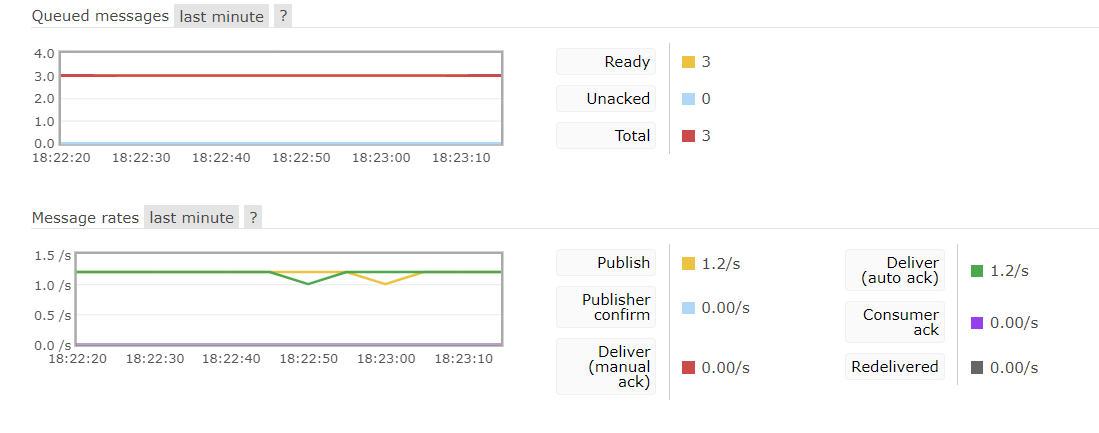 Queued messages last minute ?
4.0
3.0
2.0
1.0
0.0
18:22:20 18:22:30 18:22:40 18:22:50 18:23:00 18:23:10
Ready 3
Unacked 0
Total 3
Message rates last minute ?
1.5 /s
1.0 /s
0.5 /s
0.0 /s
18:22:20 18:22:30 18:22:40 18:22:50 18:23:00 18:23:10
Publish 1.2/s
Publisher
confirm 0.00/s
Deliver
(manual
ack) 0.00/s
Deliver
(auto ack) 1.2/s
Consumer
ack 0.00/s
Redelivered 0.00/s